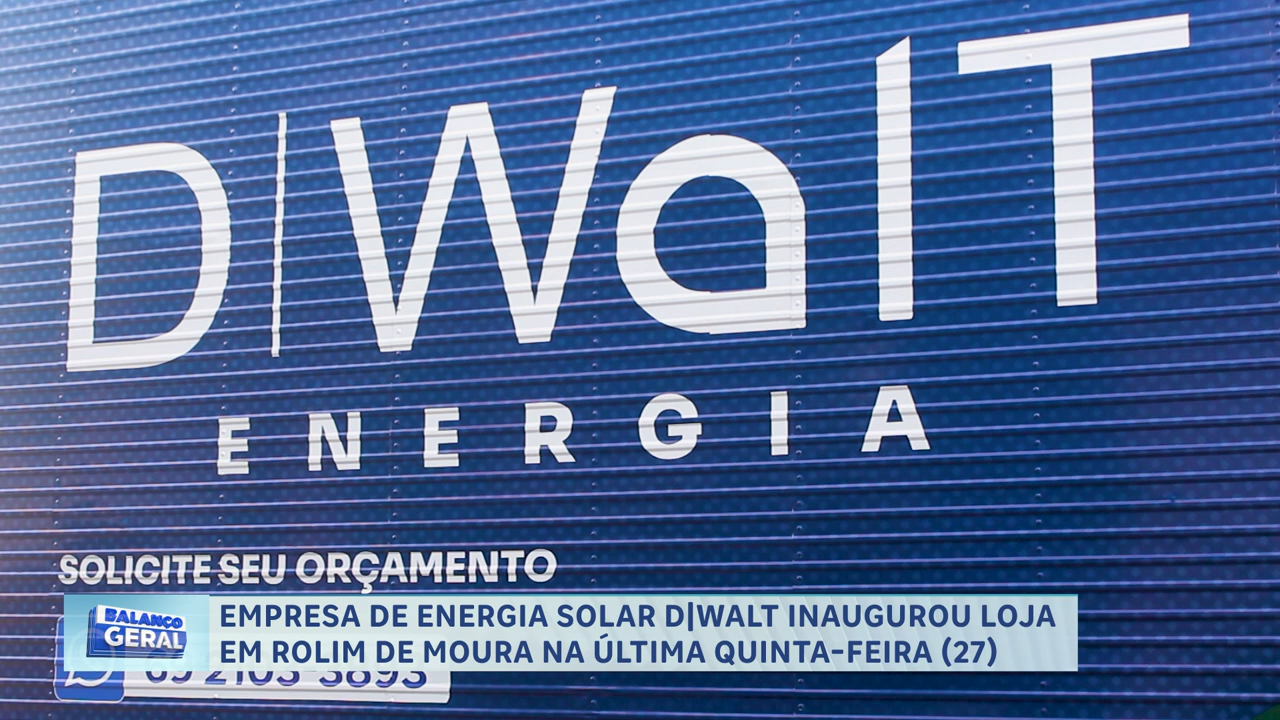 D|WalT
ENERGIA
SOLICITE SEU ORÇAMENTO
BALANÇO
GERAL
EMPRESA DE ENERGIA SOLAR D|WALT INAUGUROU LOJA
EM ROLIM DE MOURA NA ÚLTIMA QUINTA-FEIRA (27)